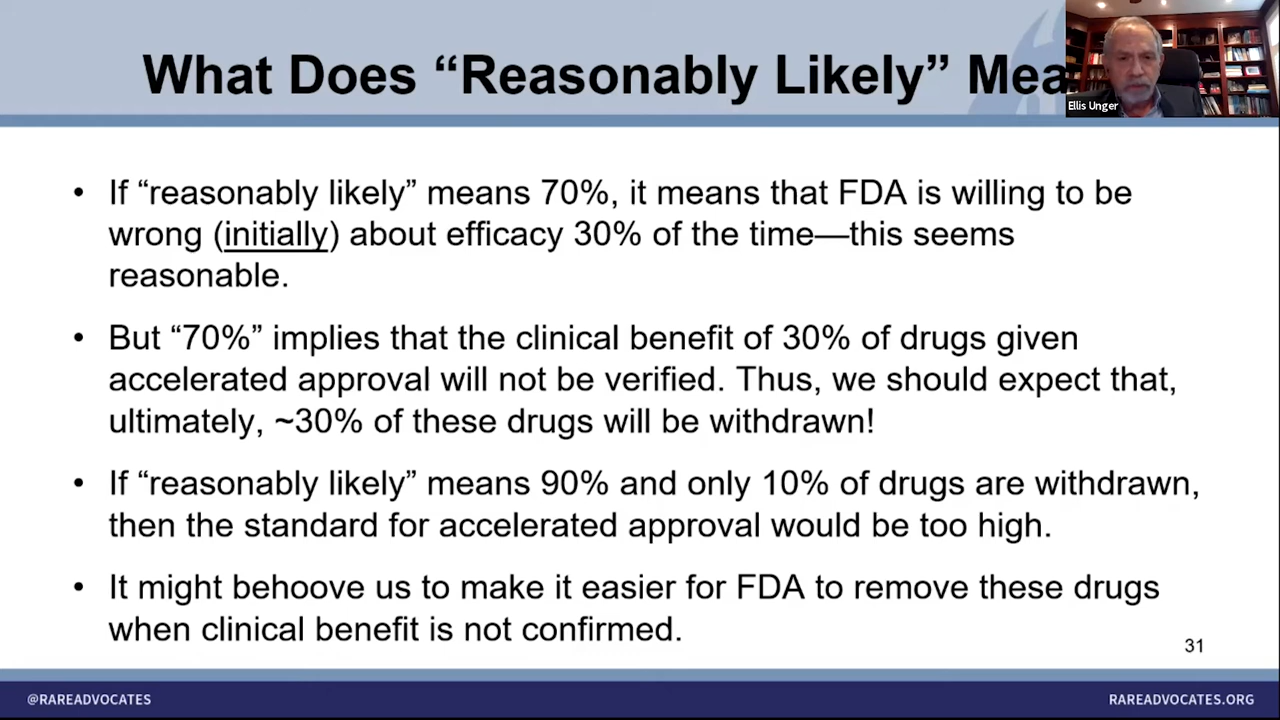 What Does “Reasonably Likely” Mea
Ellis Unger
• If “reasonably likely” means 70%, it means that FDA is willing to be
wrong (initially) about efficacy 30% of the time—this seems
reasonable.
• But “70%” implies that the clinical benefit of 30% of drugs given
accelerated approval will not be verified. Thus, we should expect that,
ultimately, ~30% of these drugs will be withdrawn!
• If “reasonably likely” means 90% and only 10% of drugs are withdrawn,
then the standard for accelerated approval would be too high.
• It might behoove us to make it easier for FDA to remove these drugs
when clinical benefit is not confirmed.
31
@RAREADVOCATES
RAREADVOCATES.ORG